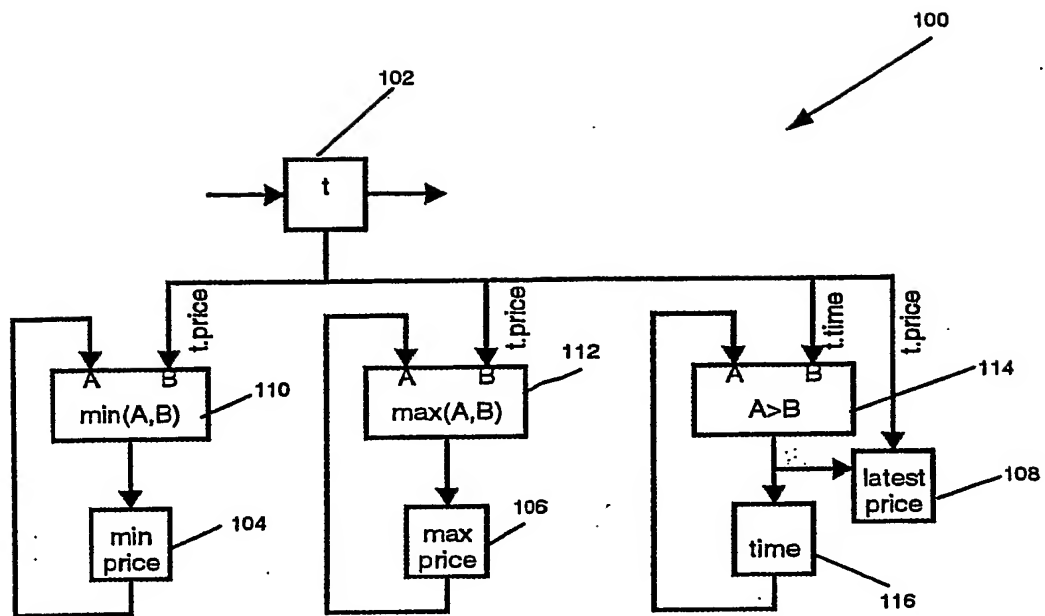 100
102
t
t.price
t.price
t.time
t.price
A B
min(A,B)
110
A B
max(A,B)
112
A B
A>B
114
min
price
104
max
price
106
time
116
latest
price
108